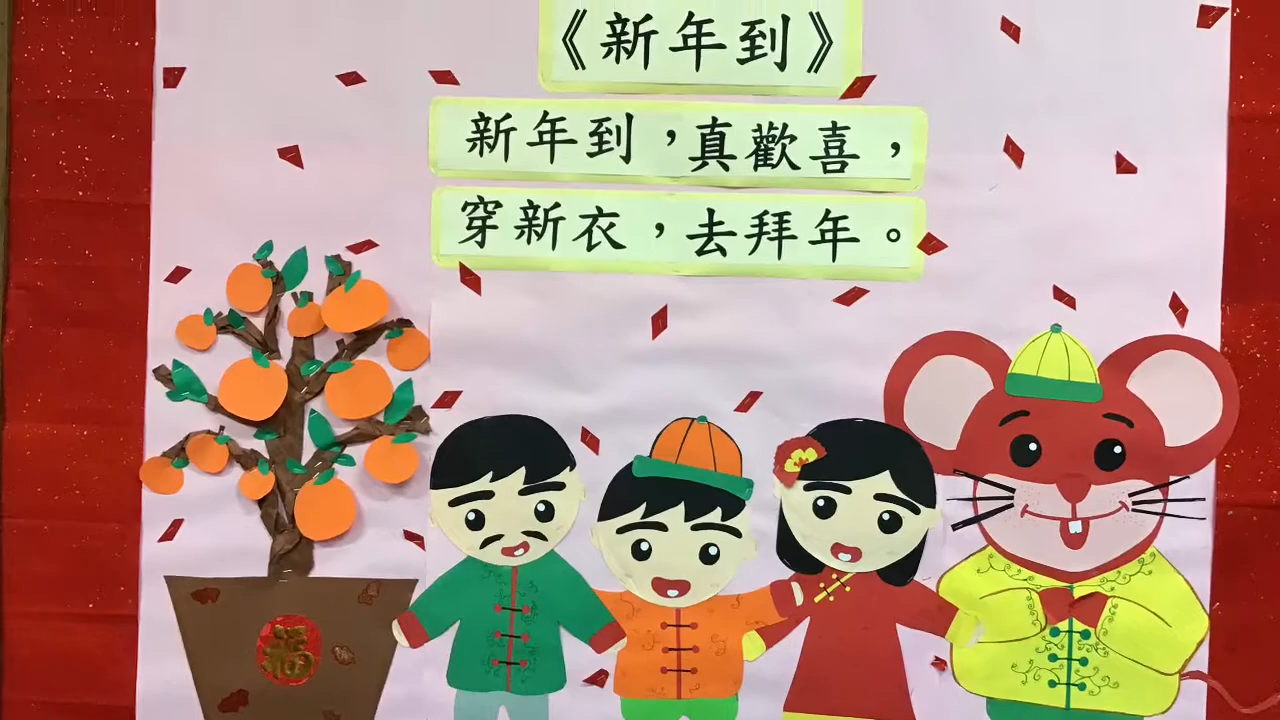 《新年到》
新年到，真歡喜，
穿新衣，去拜年。
福